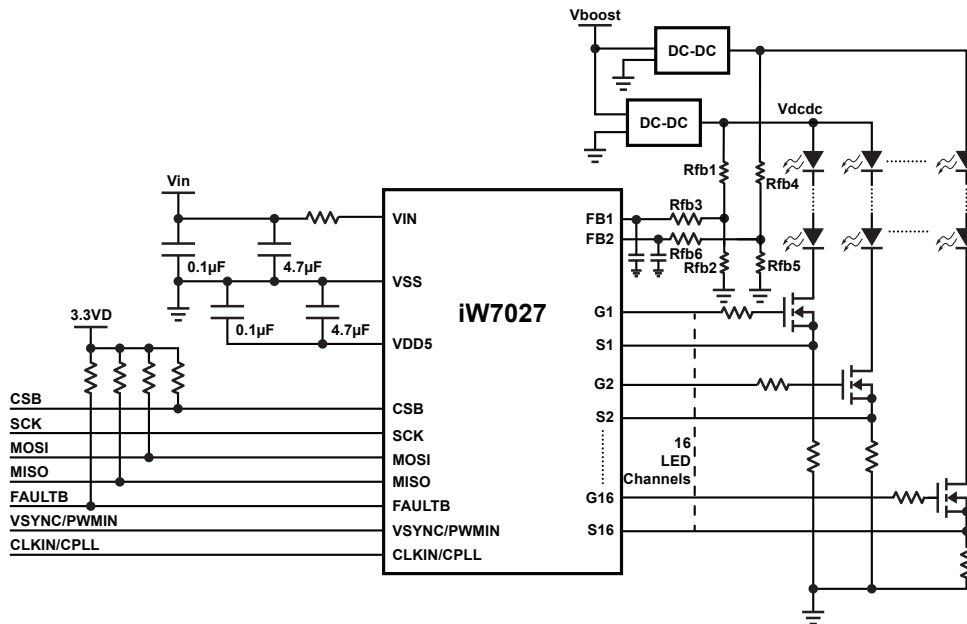 Vboost
DC-DC
DC-DC
Vdcdc
Rfb1
Rfb4
Vin
VIN
FB1
Rfb3
FB2
Rfb6
Rfb2
Rfb5
0.1µF
4.7µF
VSS
iW7027
G1
3.3VD
0.1µF
4.7µF
VDD5
S1
G2
CSB
CSB
S2
SCK
SCK
MOSI
MOSI
16
LED
Channels
MISO
MISO
FAULTB
FAULTB
G16
VSYNC/PWMIN
VSYNC/PWMIN
S16
CLKIN/CPLL
CLKIN/CPLL